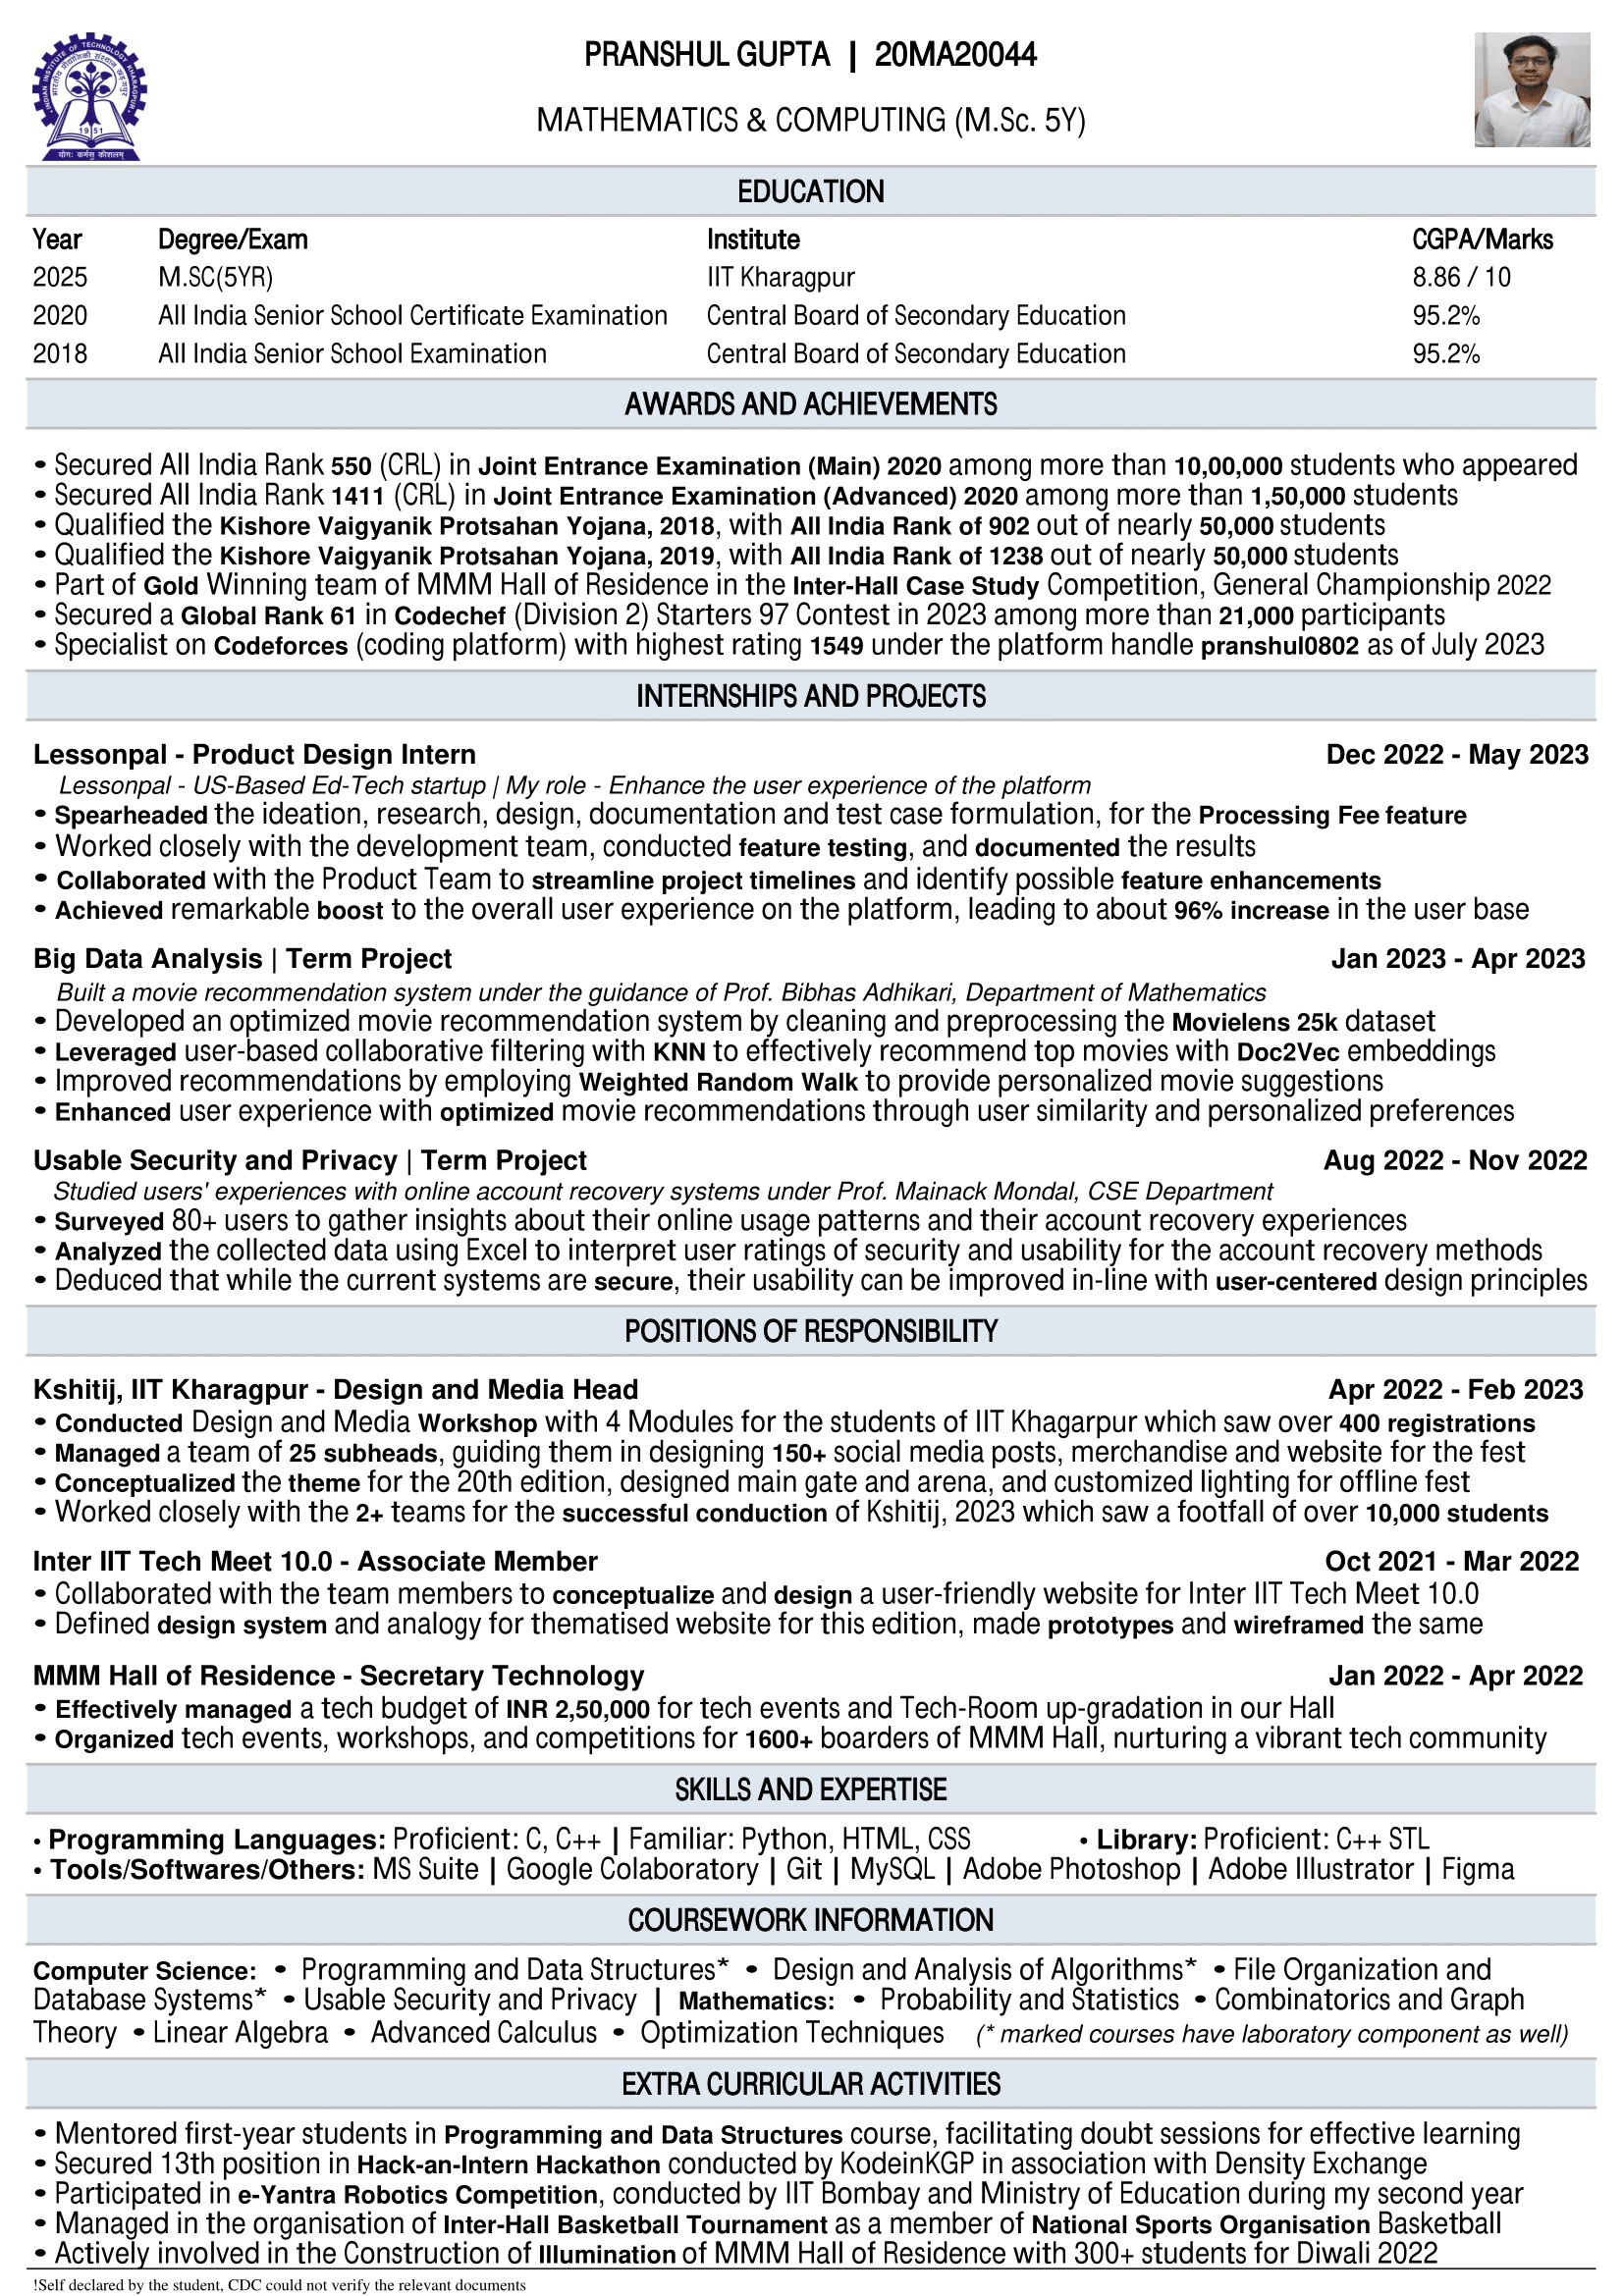 INDIAN INSTITUTE OF TECHNOLOGY KHARAGPUR
1951
योगः कर्मसु कौशलम्
PRANSHUL GUPTA | 20MA20044
MATHEMATICS & COMPUTING (M.Sc. 5Y)
EDUCATION
Year Degree/Exam Institute CGPA/Marks
2025 M.SC(5YR) IIT Kharagpur 8.86 / 10
2020 All India Senior School Certificate Examination Central Board of Secondary Education 95.2%
2018 All India Senior School Examination Central Board of Secondary Education 95.2%
AWARDS AND ACHIEVEMENTS
• Secured All India Rank 550 (CRL) in Joint Entrance Examination (Main) 2020 among more than 10,00,000 students who appeared
• Secured All India Rank 1411 (CRL) in Joint Entrance Examination (Advanced) 2020 among more than 1,50,000 students
• Qualified the Kishore Vaigyanik Protsahan Yojana, 2018, with All India Rank of 902 out of nearly 50,000 students
• Qualified the Kishore Vaigyanik Protsahan Yojana, 2019, with All India Rank of 1238 out of nearly 50,000 students
• Part of Gold Winning team of MMM Hall of Residence in the Inter-Hall Case Study Competition, General Championship 2022
• Secured a Global Rank 61 in Codechef (Division 2) Starters 97 Contest in 2023 among more than 21,000 participants
• Specialist on Codeforces (coding platform) with highest rating 1549 under the platform handle pranshul0802 as of July 2023
INTERNSHIPS AND PROJECTS
Lessonpal - Product Design Intern Dec 2022 - May 2023
Lessonpal - US-Based Ed-Tech startup | My role - Enhance the user experience of the platform
• Spearheaded the ideation, research, design, documentation and test case formulation, for the Processing Fee feature
• Worked closely with the development team, conducted feature testing, and documented the results
• Collaborated with the Product Team to streamline project timelines and identify possible feature enhancements
• Achieved remarkable boost to the overall user experience on the platform, leading to about 96% increase in the user base
Big Data Analysis | Term Project Jan 2023 - Apr 2023
Built a movie recommendation system under the guidance of Prof. Bibhas Adhikari, Department of Mathematics
• Developed an optimized movie recommendation system by cleaning and preprocessing the Movielens 25k dataset
• Leveraged user-based collaborative filtering with KNN to effectively recommend top movies with Doc2Vec embeddings
• Improved recommendations by employing Weighted Random Walk to provide personalized movie suggestions
• Enhanced user experience with optimized movie recommendations through user similarity and personalized preferences
Usable Security and Privacy | Term Project Aug 2022 - Nov 2022
Studied users' experiences with online account recovery systems under Prof. Mainack Mondal, CSE Department
• Surveyed 80+ users to gather insights about their online usage patterns and their account recovery experiences
• Analyzed the collected data using Excel to interpret user ratings of security and usability for the account recovery methods
• Deduced that while the current systems are secure, their usability can be improved in-line with user-centered design principles
POSITIONS OF RESPONSIBILITY
Kshitij, IIT Kharagpur - Design and Media Head Apr 2022 - Feb 2023
• Conducted Design and Media Workshop with 4 Modules for the students of IIT Khagarpur which saw over 400 registrations
• Managed a team of 25 subheads, guiding them in designing 150+ social media posts, merchandise and website for the fest
• Conceptualized the theme for the 20th edition, designed main gate and arena, and customized lighting for offline fest
• Worked closely with the 2+ teams for the successful conduction of Kshitij, 2023 which saw a footfall of over 10,000 students
Inter IIT Tech Meet 10.0 - Associate Member Oct 2021 - Mar 2022
• Collaborated with the team members to conceptualize and design a user-friendly website for Inter IIT Tech Meet 10.0
• Defined design system and analogy for thematised website for this edition, made prototypes and wireframed the same
MMM Hall of Residence - Secretary Technology Jan 2022 - Apr 2022
• Effectively managed a tech budget of INR 2,50,000 for tech events and Tech-Room up-gradation in our Hall
• Organized tech events, workshops, and competitions for 1600+ boarders of MMM Hall, nurturing a vibrant tech community
SKILLS AND EXPERTISE
• Programming Languages: Proficient: C, C++ | Familiar: Python, HTML, CSS • Library: Proficient: C++ STL
• Tools/Softwares/Others: MS Suite | Google Colaboratory | Git | MySQL | Adobe Photoshop | Adobe Illustrator | Figma
COURSEWORK INFORMATION
Computer Science: • Programming and Data Structures* • Design and Analysis of Algorithms* • File Organization and
Database Systems* • Usable Security and Privacy | Mathematics: • Probability and Statistics • Combinatorics and Graph
Theory • Linear Algebra • Advanced Calculus • Optimization Techniques (* marked courses have laboratory component as well)
EXTRA CURRICULAR ACTIVITIES
• Mentored first-year students in Programming and Data Structures course, facilitating doubt sessions for effective learning
• Secured 13th position in Hack-an-Intern Hackathon conducted by KodeinKGP in association with Density Exchange
• Participated in e-Yantra Robotics Competition, conducted by IIT Bombay and Ministry of Education during my second year
• Managed in the organisation of Inter-Hall Basketball Tournament as a member of National Sports Organisation Basketball
• Actively involved in the Construction of Illumination of MMM Hall of Residence with 300+ students for Diwali 2022
!Self declared by the student, CDC could not verify the relevant documents